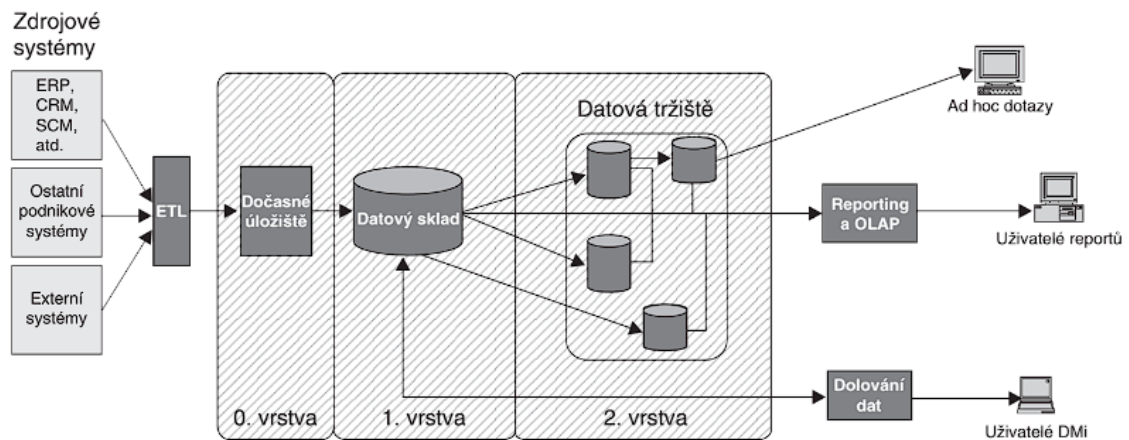 Zdrojové
systémy
ERP,
CRM,
SCM,
atd.
Ostatní
podnikové
systémy
Externí
systémy
ETL
Dočasné
úložiště
Datový sklad
Datová tržiště
0. vrstva
1. vrstva
2. vrstva
Ad hoc dotazy
Reporting
a OLAP
Uživatelé reportů
Dolování
dat
Uživatelé DMi